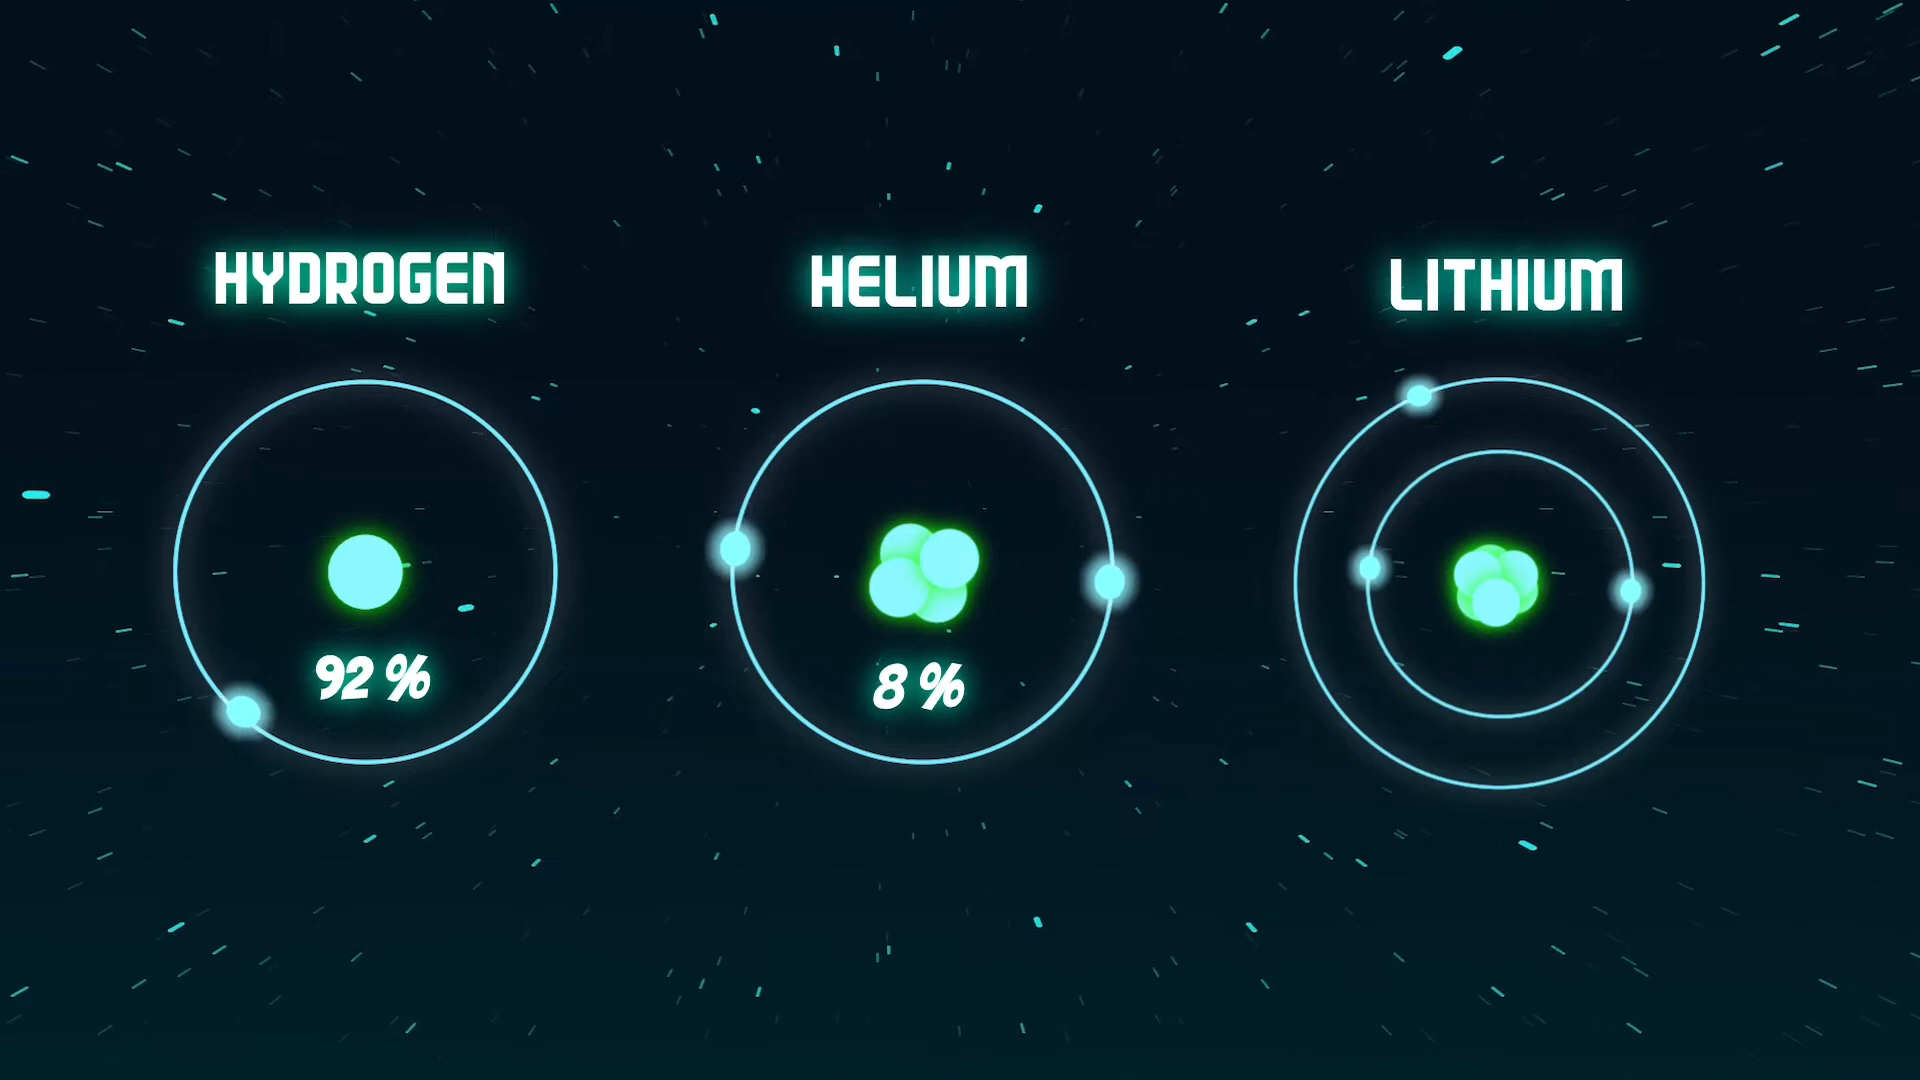 HYDROGEN
HELIUM
LITHIUM
92 %
8 %